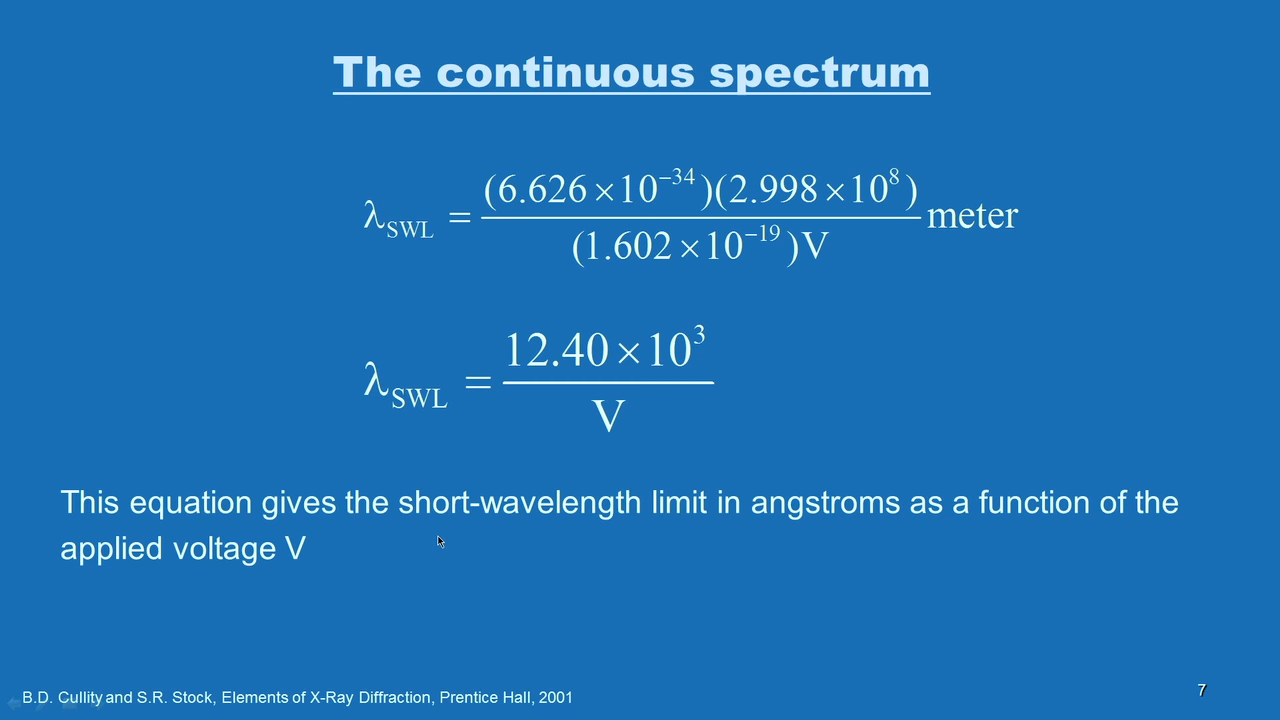 The continuous spectrum
λSWL = (6.626×10⁻³⁴)(2.998×10⁸) / (1.602×10⁻¹⁹)V meter
λSWL = 12.40×10³ / V
This equation gives the short-wavelength limit in angstroms as a function of the
applied voltage V
B.D. Cullity and S.R. Stock, Elements of X-Ray Diffraction, Prentice Hall, 2001
7